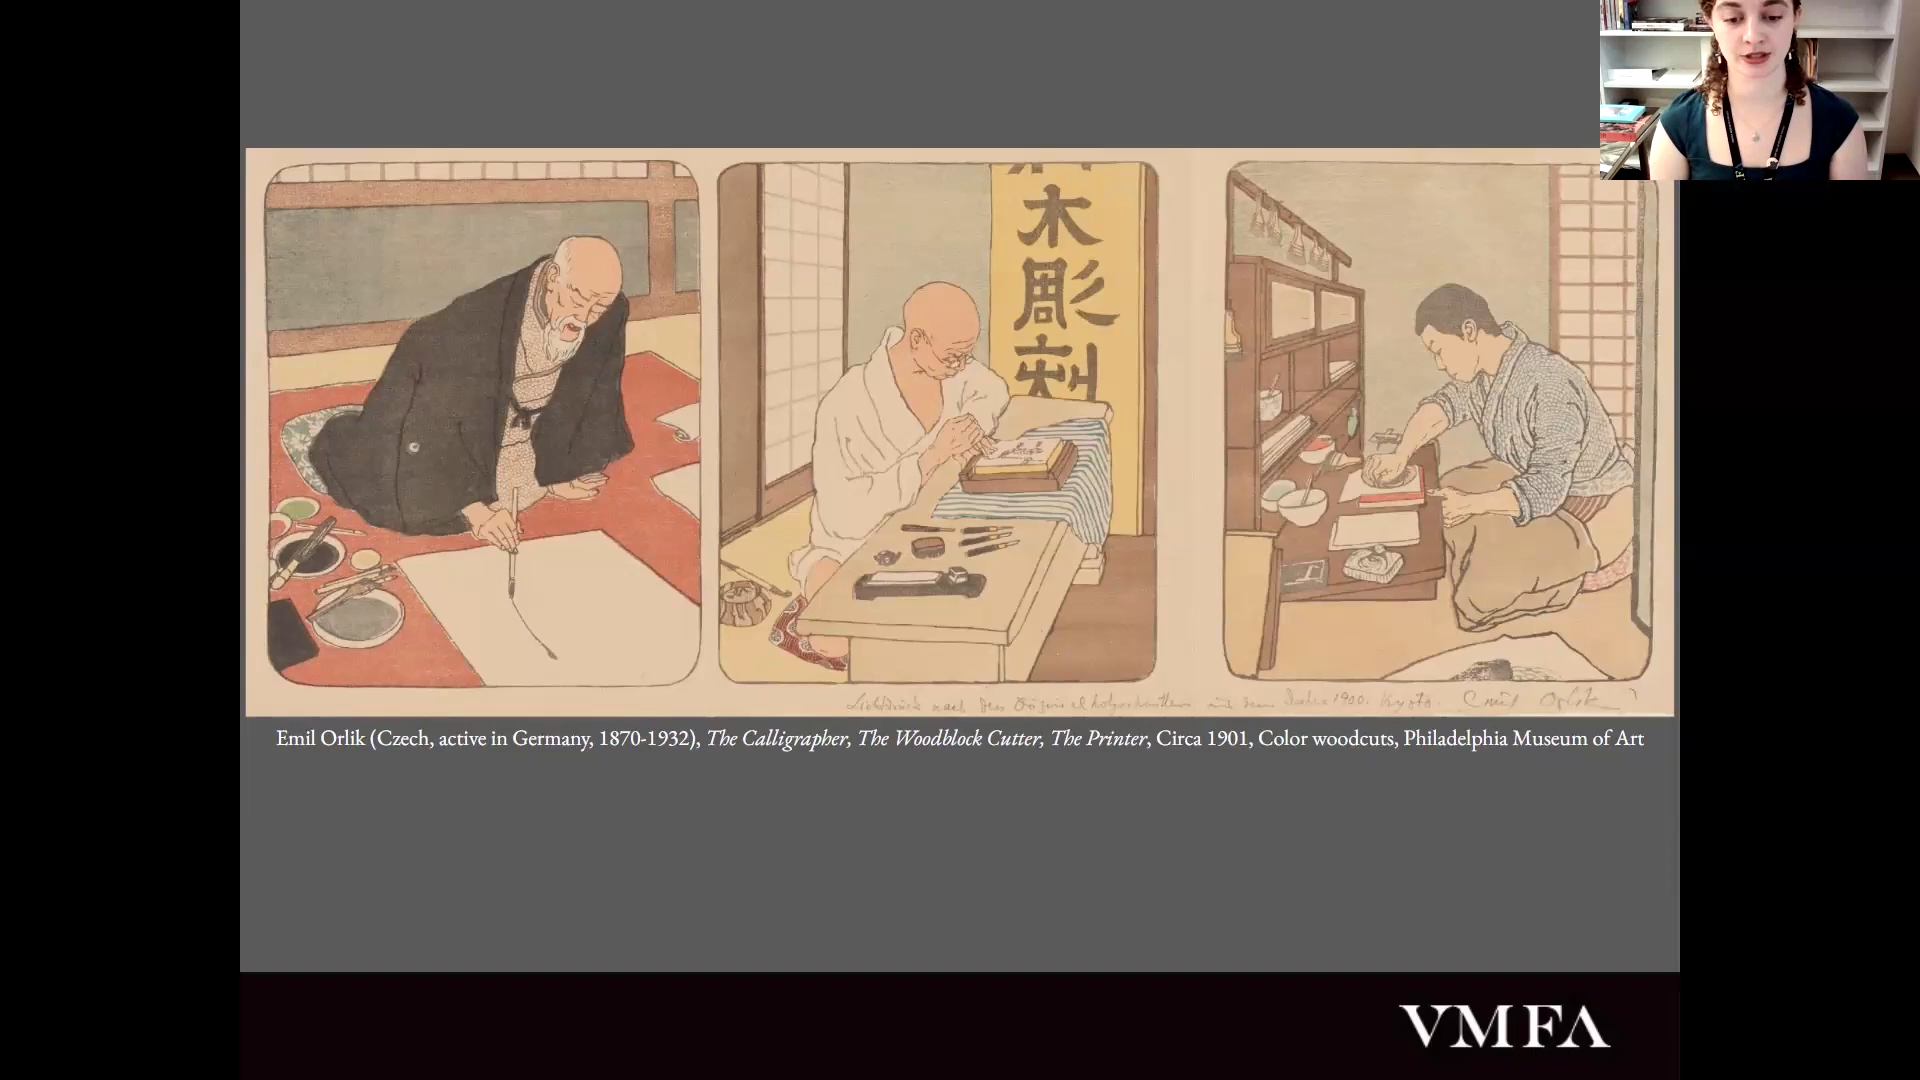 木
彫
刻
1900. Kyoto. Emil Orlik
Emil Orlik (Czech, active in Germany, 1870-1932), The Calligrapher, The Woodblock Cutter, The Printer, Circa 1901, Color woodcuts, Philadelphia Museum of Art
VMFA